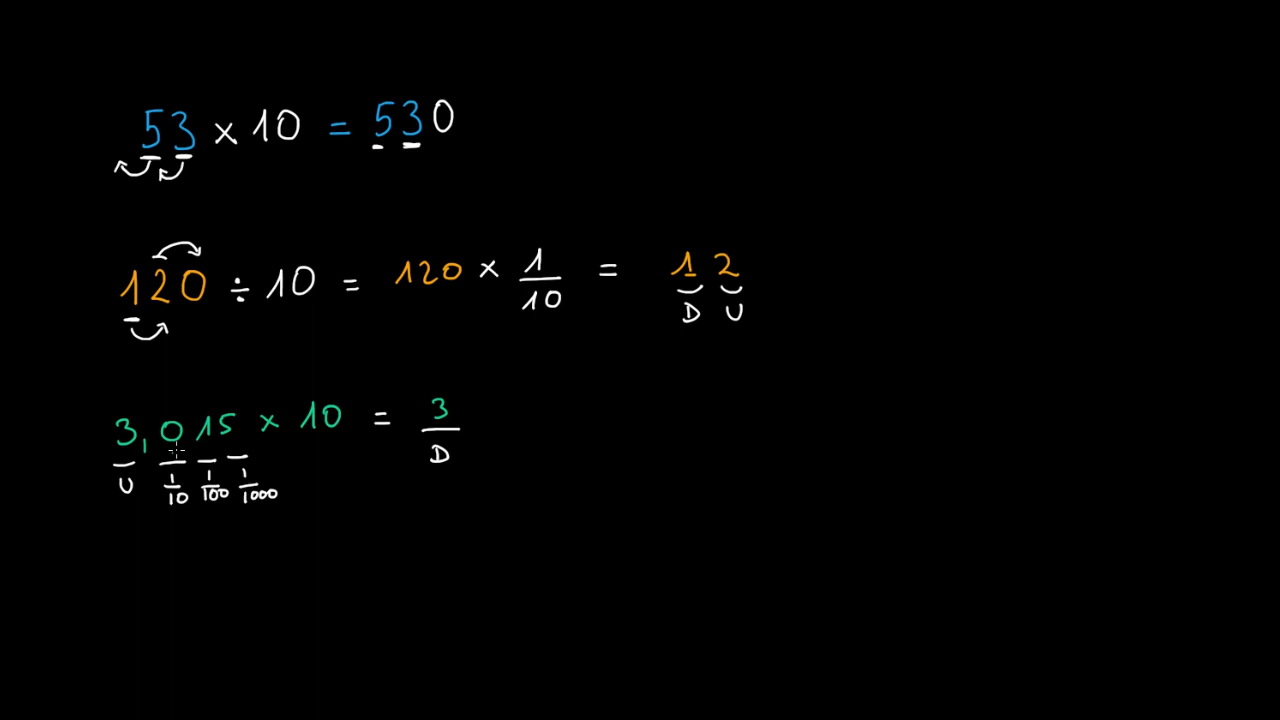 53 × 10 = 530
120 ÷ 10 = 120 × 1/10 = 12
D U
3,015 × 10 = 3
U 1/10 1/100 1/1000 D